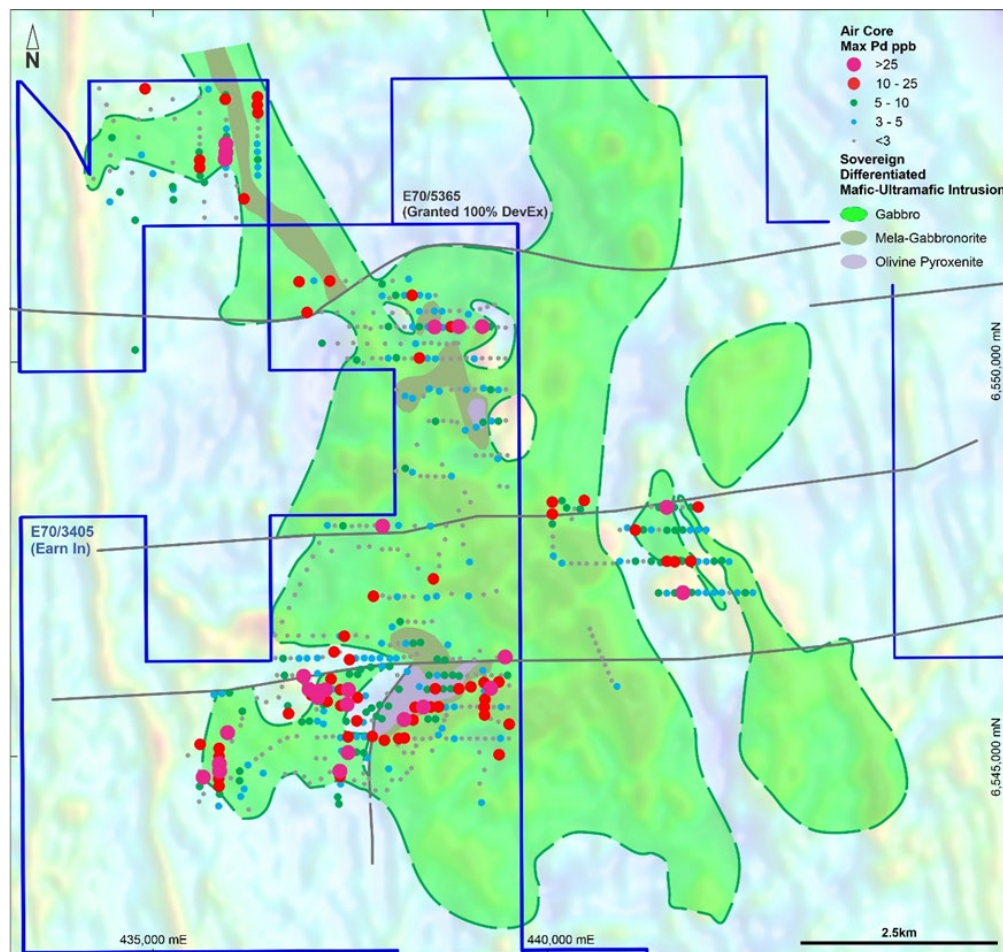 N
Air Core
Max Pd ppb
>25
10 - 25
5 - 10
3 - 5
<3
Sovereign
Differentiated
Mafic-Ultramafic Intrusion
Gabbro
Mela-Gabbronorite
Olivine Pyroxenite
E70/5365
(Granted 100% DevEx)
6,550,000 mN
E70/3405
(Earn In)
6,545,000 mN
435,000 mE
440,000 mE
2.5km